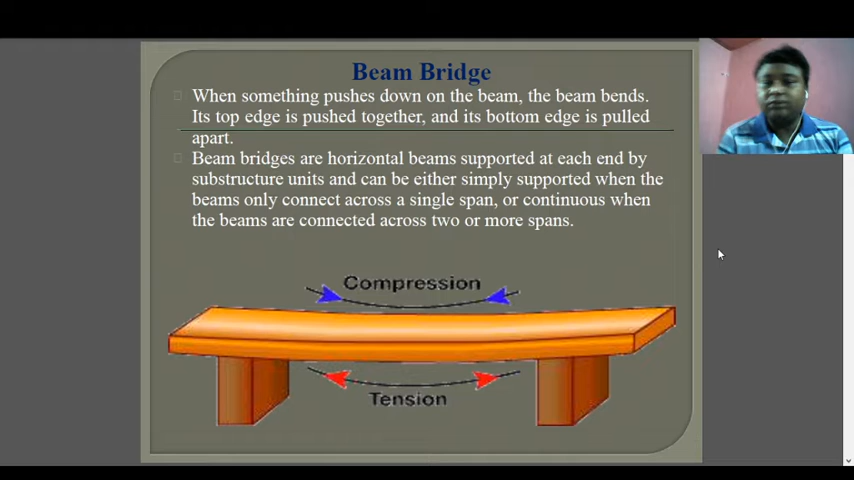 Beam Bridge
When something pushes down on the beam, the beam bends.
Its top edge is pushed together, and its bottom edge is pulled
apart.
Beam bridges are horizontal beams supported at each end by
substructure units and can be either simply supported when the
beams only connect across a single span, or continuous when
the beams are connected across two or more spans.
Compression
Tension